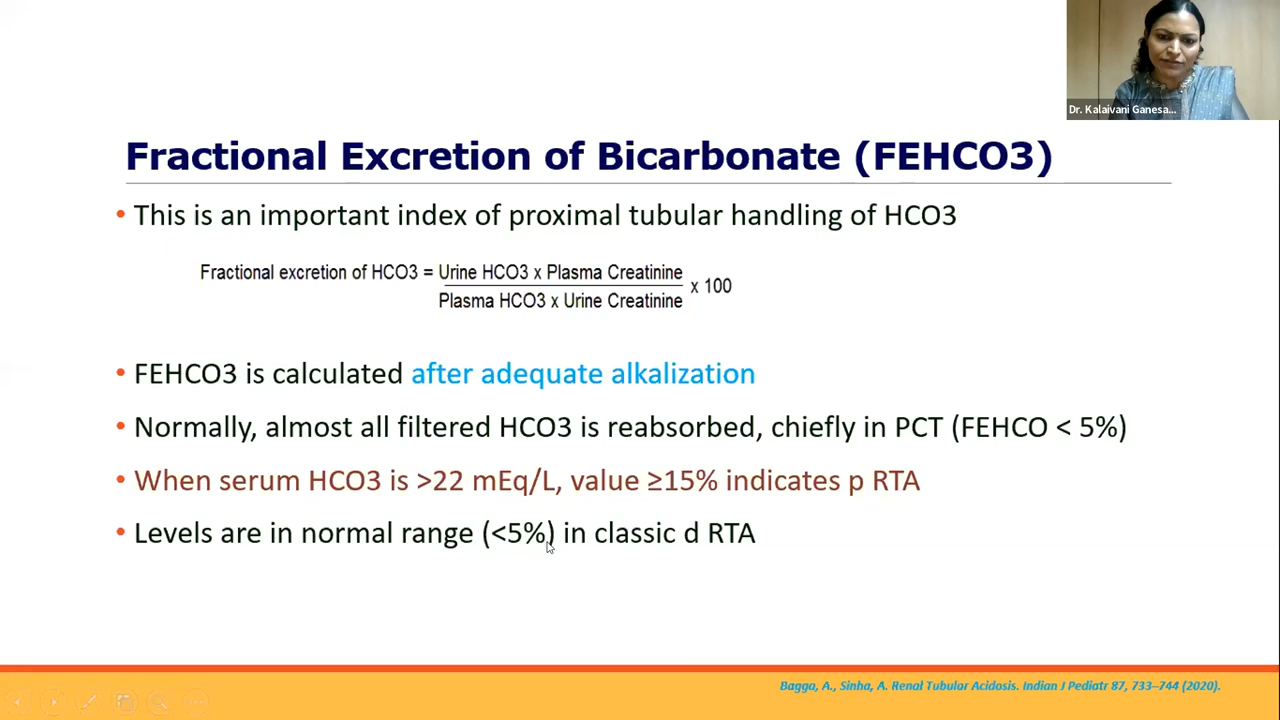 Dr. Kalaivani Ganesa...
Fractional Excretion of Bicarbonate (FEHCO3)
• This is an important index of proximal tubular handling of HCO3
Fractional excretion of HCO3 = Urine HCO3 x Plasma Creatinine
Plasma HCO3 x Urine Creatinine
x 100
• FEHCO3 is calculated after adequate alkalization
• Normally, almost all filtered HCO3 is reabsorbed, chiefly in PCT (FEHCO < 5%)
• When serum HCO3 is >22 mEq/L, value ≥15% indicates p RTA
• Levels are in normal range (<5%) in classic d RTA
Bagga, A., Sinha, A. Renal Tubular Acidosis. Indian J Pediatr 87, 733–744 (2020).